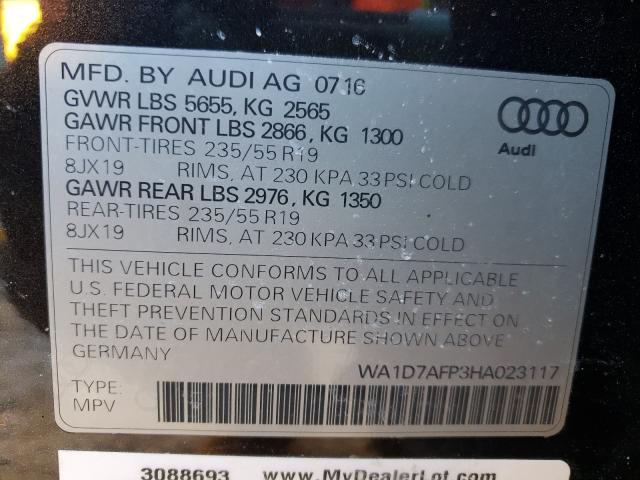 MFD. BY AUDI AG 0716
GVWR LBS 5655, KG 2565
GAWR FRONT LBS 2866, KG 1300
FRONT-TIRES 235/55 R19
8JX19 RIMS, AT 230 KPA 33 PSI COLD
GAWR REAR LBS 2976, KG 1350
REAR-TIRES 235/55 R19
8JX19 RIMS, AT 230 KPA 33 PSI COLD
Audi
THIS VEHICLE CONFORMS TO ALL APPLICABLE
U.S. FEDERAL MOTOR VEHICLE SAFETY AND
THEFT PREVENTION STANDARDS IN EFFECT ON
THE DATE OF MANUFACTURE SHOWN ABOVE
GERMANY
WA1D7AFP3HA023117
TYPE:
MPV
3088693 www.MyDealerLot.com